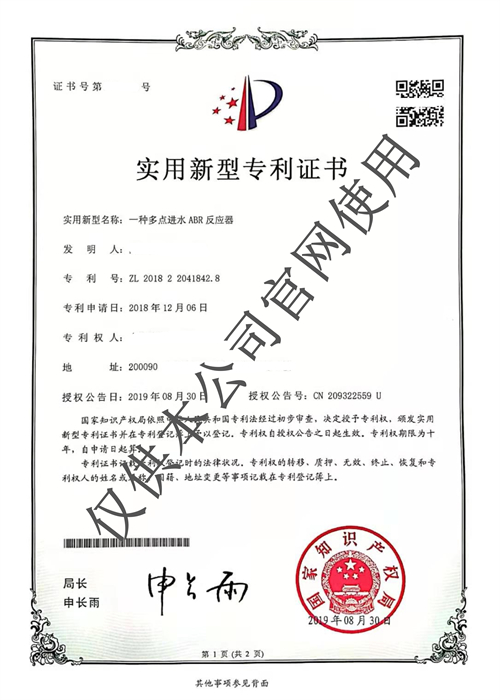 证书号第 号
实用新型专利证书
实用新型名称：一种多点进水ABR反应器
发 明 人：
专 利 号：ZL 2018 2 2041842.8
专利申请日：2018年12月06日
专 利 权 人：
地 址：200090
授权公告日：2019年08月30日 授权公告号：CN 209322559 U
国家知识产权局依照中华人民共和国专利法经过初步审查，决定授予专利权，颁发实用
新型专利证书并在专利登记簿上予以登记。专利权自授权公告之日起生效。专利权期限为十
年，自申请日起算。
专利证书记载专利权登记时的法律状况。专利权的转移、质押、无效、终止、恢复和专
利权人的姓名或名称、国籍、地址变更等事项记载在专利登记簿上。
仅供本公司官网使用
局长
申长雨
申长雨
国家知识产权局
2019年08月30日
第 1 页 (共 2 页)
其他事项参见背面